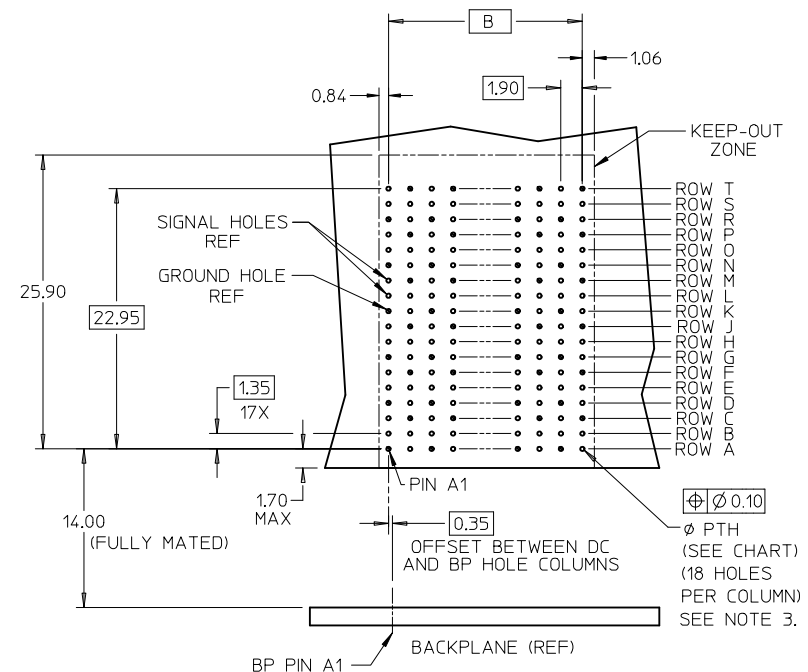 B
1.06
0.84
1.90
KEEP-OUT
ZONE
ROW T
ROW S
SIGNAL HOLES
REF
ROW R
ROW P
ROW O
ROW N
GROUND HOLE
REF
ROW M
ROW L
25.90
22.95
ROW K
ROW J
ROW H
ROW G
1.35
17X
ROW F
ROW E
ROW D
ROW C
ROW B
ROW A
PIN A1
1.70
MAX
⌖ Ø 0.10
14.00
(FULLY MATED)
0.35
OFFSET BETWEEN DC
AND BP HOLE COLUMNS
Ø PTH
(SEE CHART)
(18 HOLES
PER COLUMN)
SEE NOTE 3.
BACKPLANE (REF)
BP PIN A1